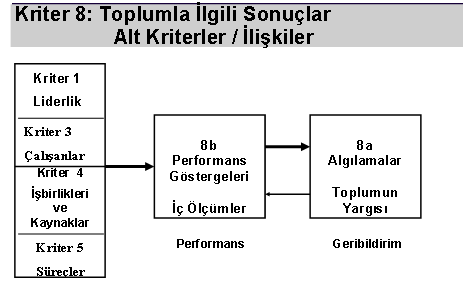 Kriter 8: Toplumla İlgili Sonuçlar
Alt Kriterler / İlişkiler
Kriter 1
Liderlik
Kriter 3
Çalışanlar
Kriter 4
İşbirlikleri
ve
Kaynaklar
Kriter 5
Süreçler
8b
Performans
Göstergeleri
İç Ölçümler
Performans
8a
Algılamalar
Toplumun
Yargısı
Geribildirim